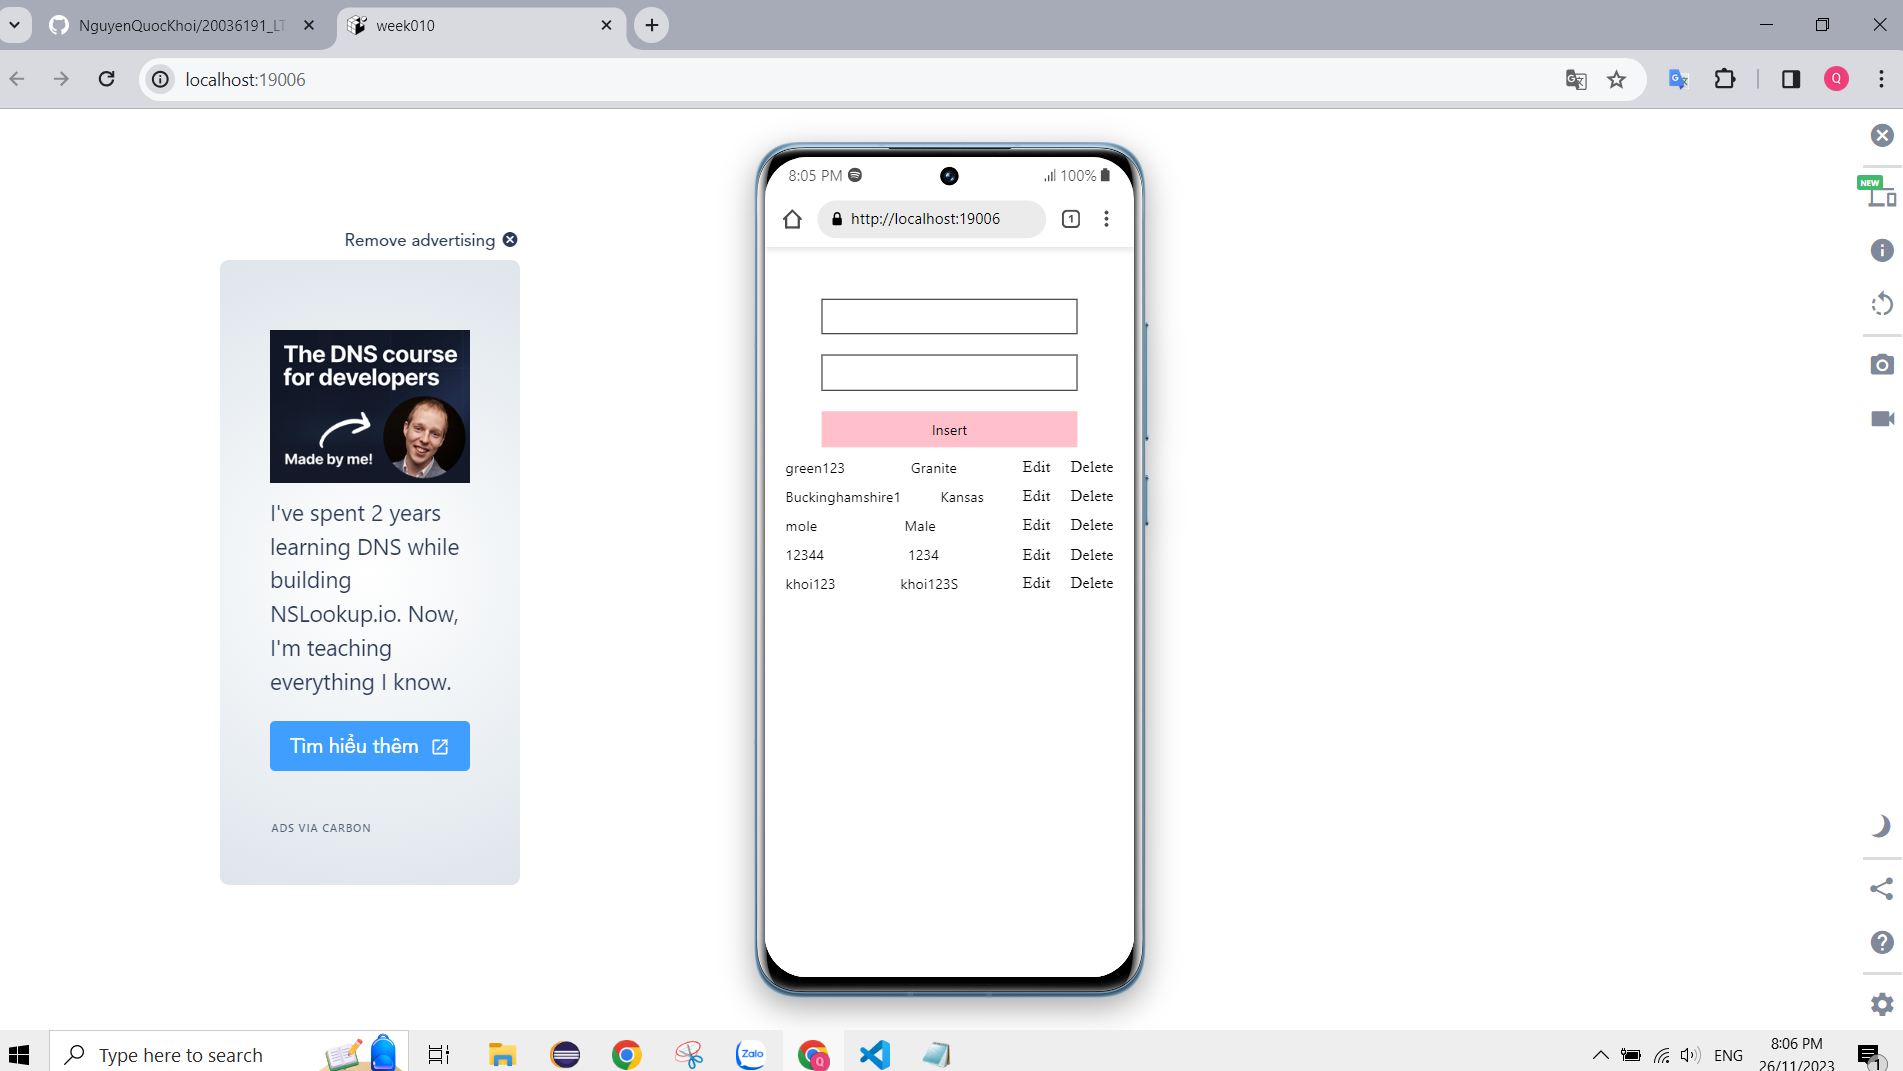 NguyenQuocKhoi/20036191_LT
week010
localhost:19006
Q
NEW
Remove advertising
The DNS course
for developers
Made by me!
I've spent 2 years
learning DNS while
building
NSLookup.io. Now,
I'm teaching
everything I know.
Tìm hiểu thêm
ADS VIA CARBON
8:05 PM
100%
http://localhost:19006
1
Insert
green123 Granite Edit Delete
Buckinghamshire1 Kansas Edit Delete
mole Male Edit Delete
12344 1234 Edit Delete
khoi123 khoi123S Edit Delete
Type here to search
Zalo
Q
ENG
8:06 PM
26/11/2023
1